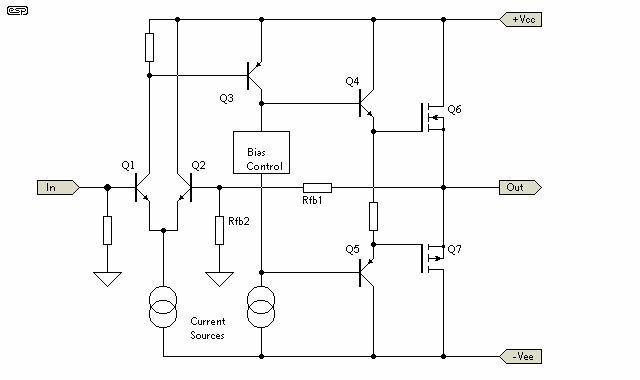 esp
+Vcc
Q4
Q3
Q6
Bias
Control
Q1
Q2
In
Out
Rfb1
Rfb2
Q5
Q7
Current
Sources
-Vee